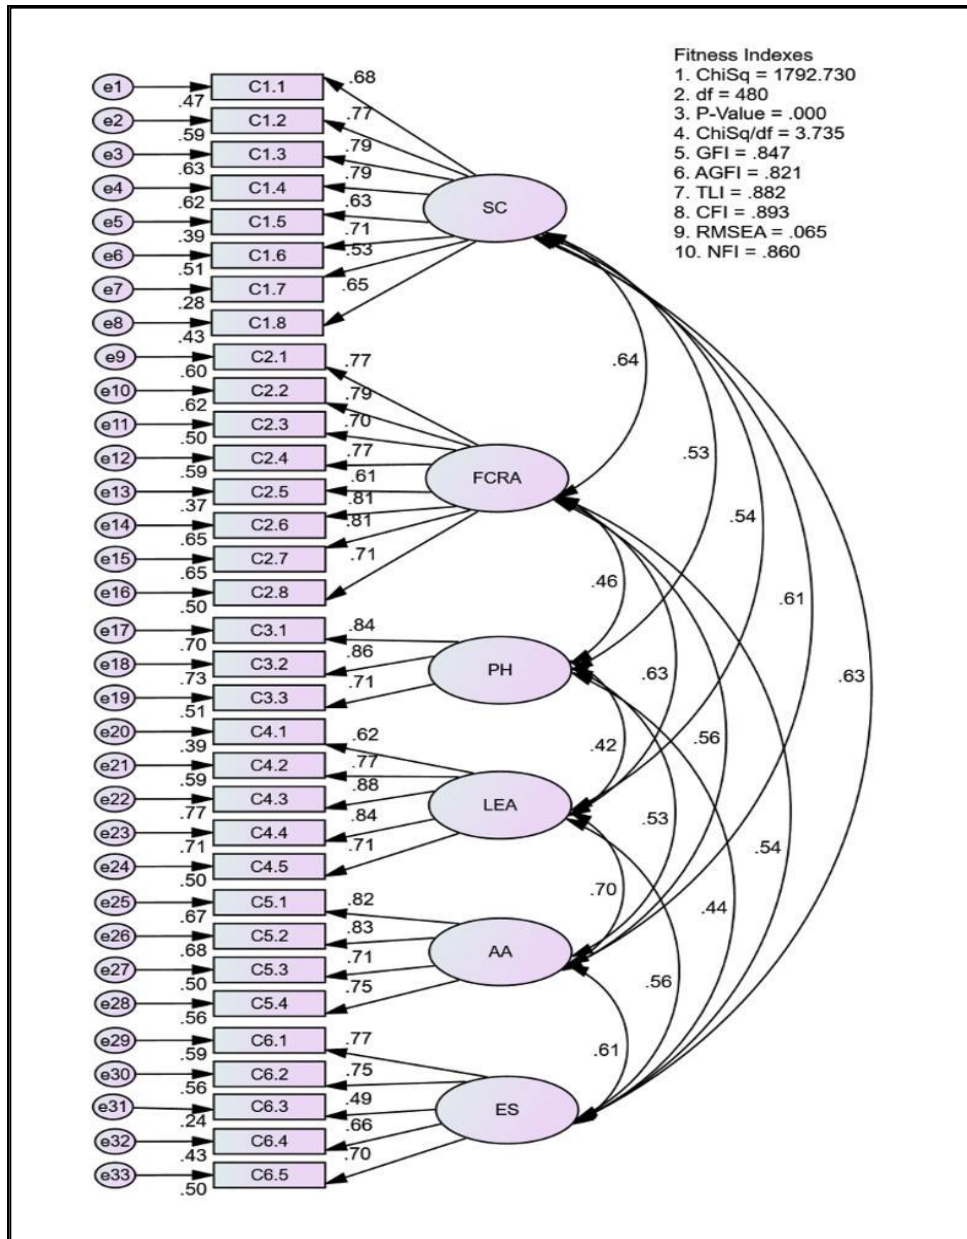 Fitness Indexes
1. ChiSq = 1792.730
2. df = 480
3. P-Value = .000
4. ChiSq/df = 3.735
5. GFI = .847
6. AGFI = .821
7. TLI = .882
8. CFI = .893
9. RMSEA = .065
10. NFI = .860
e1 C1.1 .68
.47
e2 C1.2 .77
.59
e3 C1.3 .79
.63
e4 C1.4 .79
.62
e5 C1.5 .63
.39
e6 C1.6 .71
.51
e7 C1.7 .53
.28
e8 C1.8 .65
.43
SC
e9 C2.1 .77
.60
e10 C2.2 .79
.62
e11 C2.3 .70
.50
e12 C2.4 .77
.59
e13 C2.5 .61
.37
e14 C2.6 .81
.65
e15 C2.7 .81
.65
e16 C2.8 .71
.50
FCRA
e17 C3.1 .84
.70
e18 C3.2 .86
.73
e19 C3.3 .71
.51
PH
e20 C4.1 .62
.39
e21 C4.2 .77
.59
e22 C4.3 .88
.77
e23 C4.4 .84
.71
e24 C4.5 .71
.50
LEA
e25 C5.1 .82
.67
e26 C5.2 .83
.68
e27 C5.3 .71
.50
e28 C5.4 .75
.56
AA
e29 C6.1 .77
.59
e30 C6.2 .75
.56
e31 C6.3 .49
.24
e32 C6.4 .66
.43
e33 C6.5 .70
.50
ES
.64
.53
.54
.46
.61
.63
.63
.56
.42
.53
.54
.70
.44
.56
.61